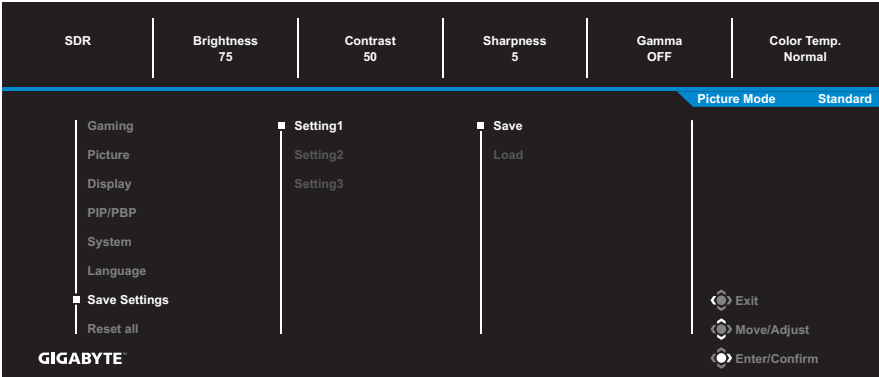 SDR Brightness Contrast Sharpness Gamma Color Temp.
75 50 5 OFF Normal
Picture Mode Standard
Gaming Setting1 Save
Picture Setting2 Load
Display Setting3
PIP/PBP
System
Language
Save Settings Exit
Reset all Move/Adjust
GIGABYTE™ Enter/Confirm